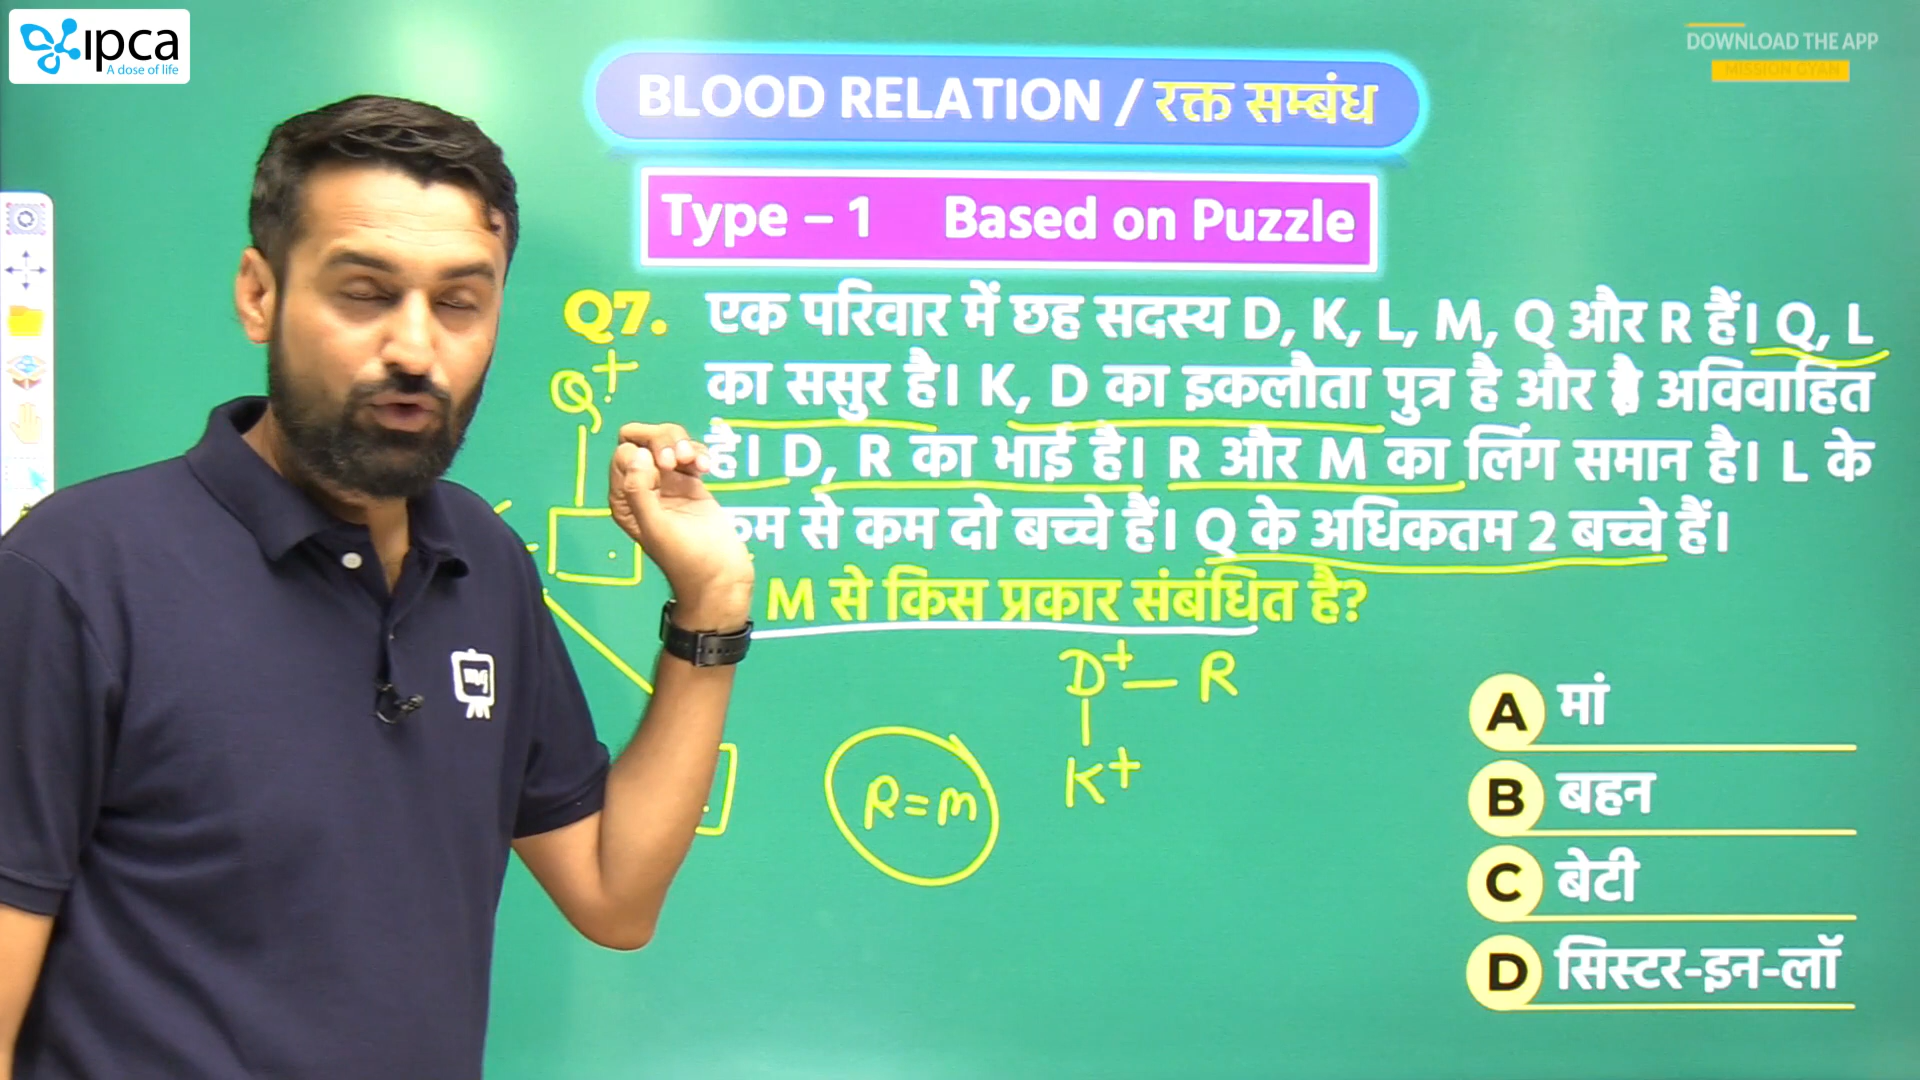 ipca
A dose of life
DOWNLOAD THE APP
MISSION GYAN
BLOOD RELATION / रक्त सम्बंध
Type – 1 Based on Puzzle
Q7. एक परिवार में छह सदस्य D, K, L, M, Q और R हैं। Q, L
का ससुर है। K, D का इकलौता पुत्र है और है अविवाहित
है। D, R का भाई है। R और M का लिंग समान है। L के
कम से कम दो बच्चे हैं। Q के अधिकतम 2 बच्चे हैं।
M से किस प्रकार संबंधित है?
Q+
D+ — R
K+
R=m
A मां
B बहन
C बेटी
D सिस्टर-इन-लॉ